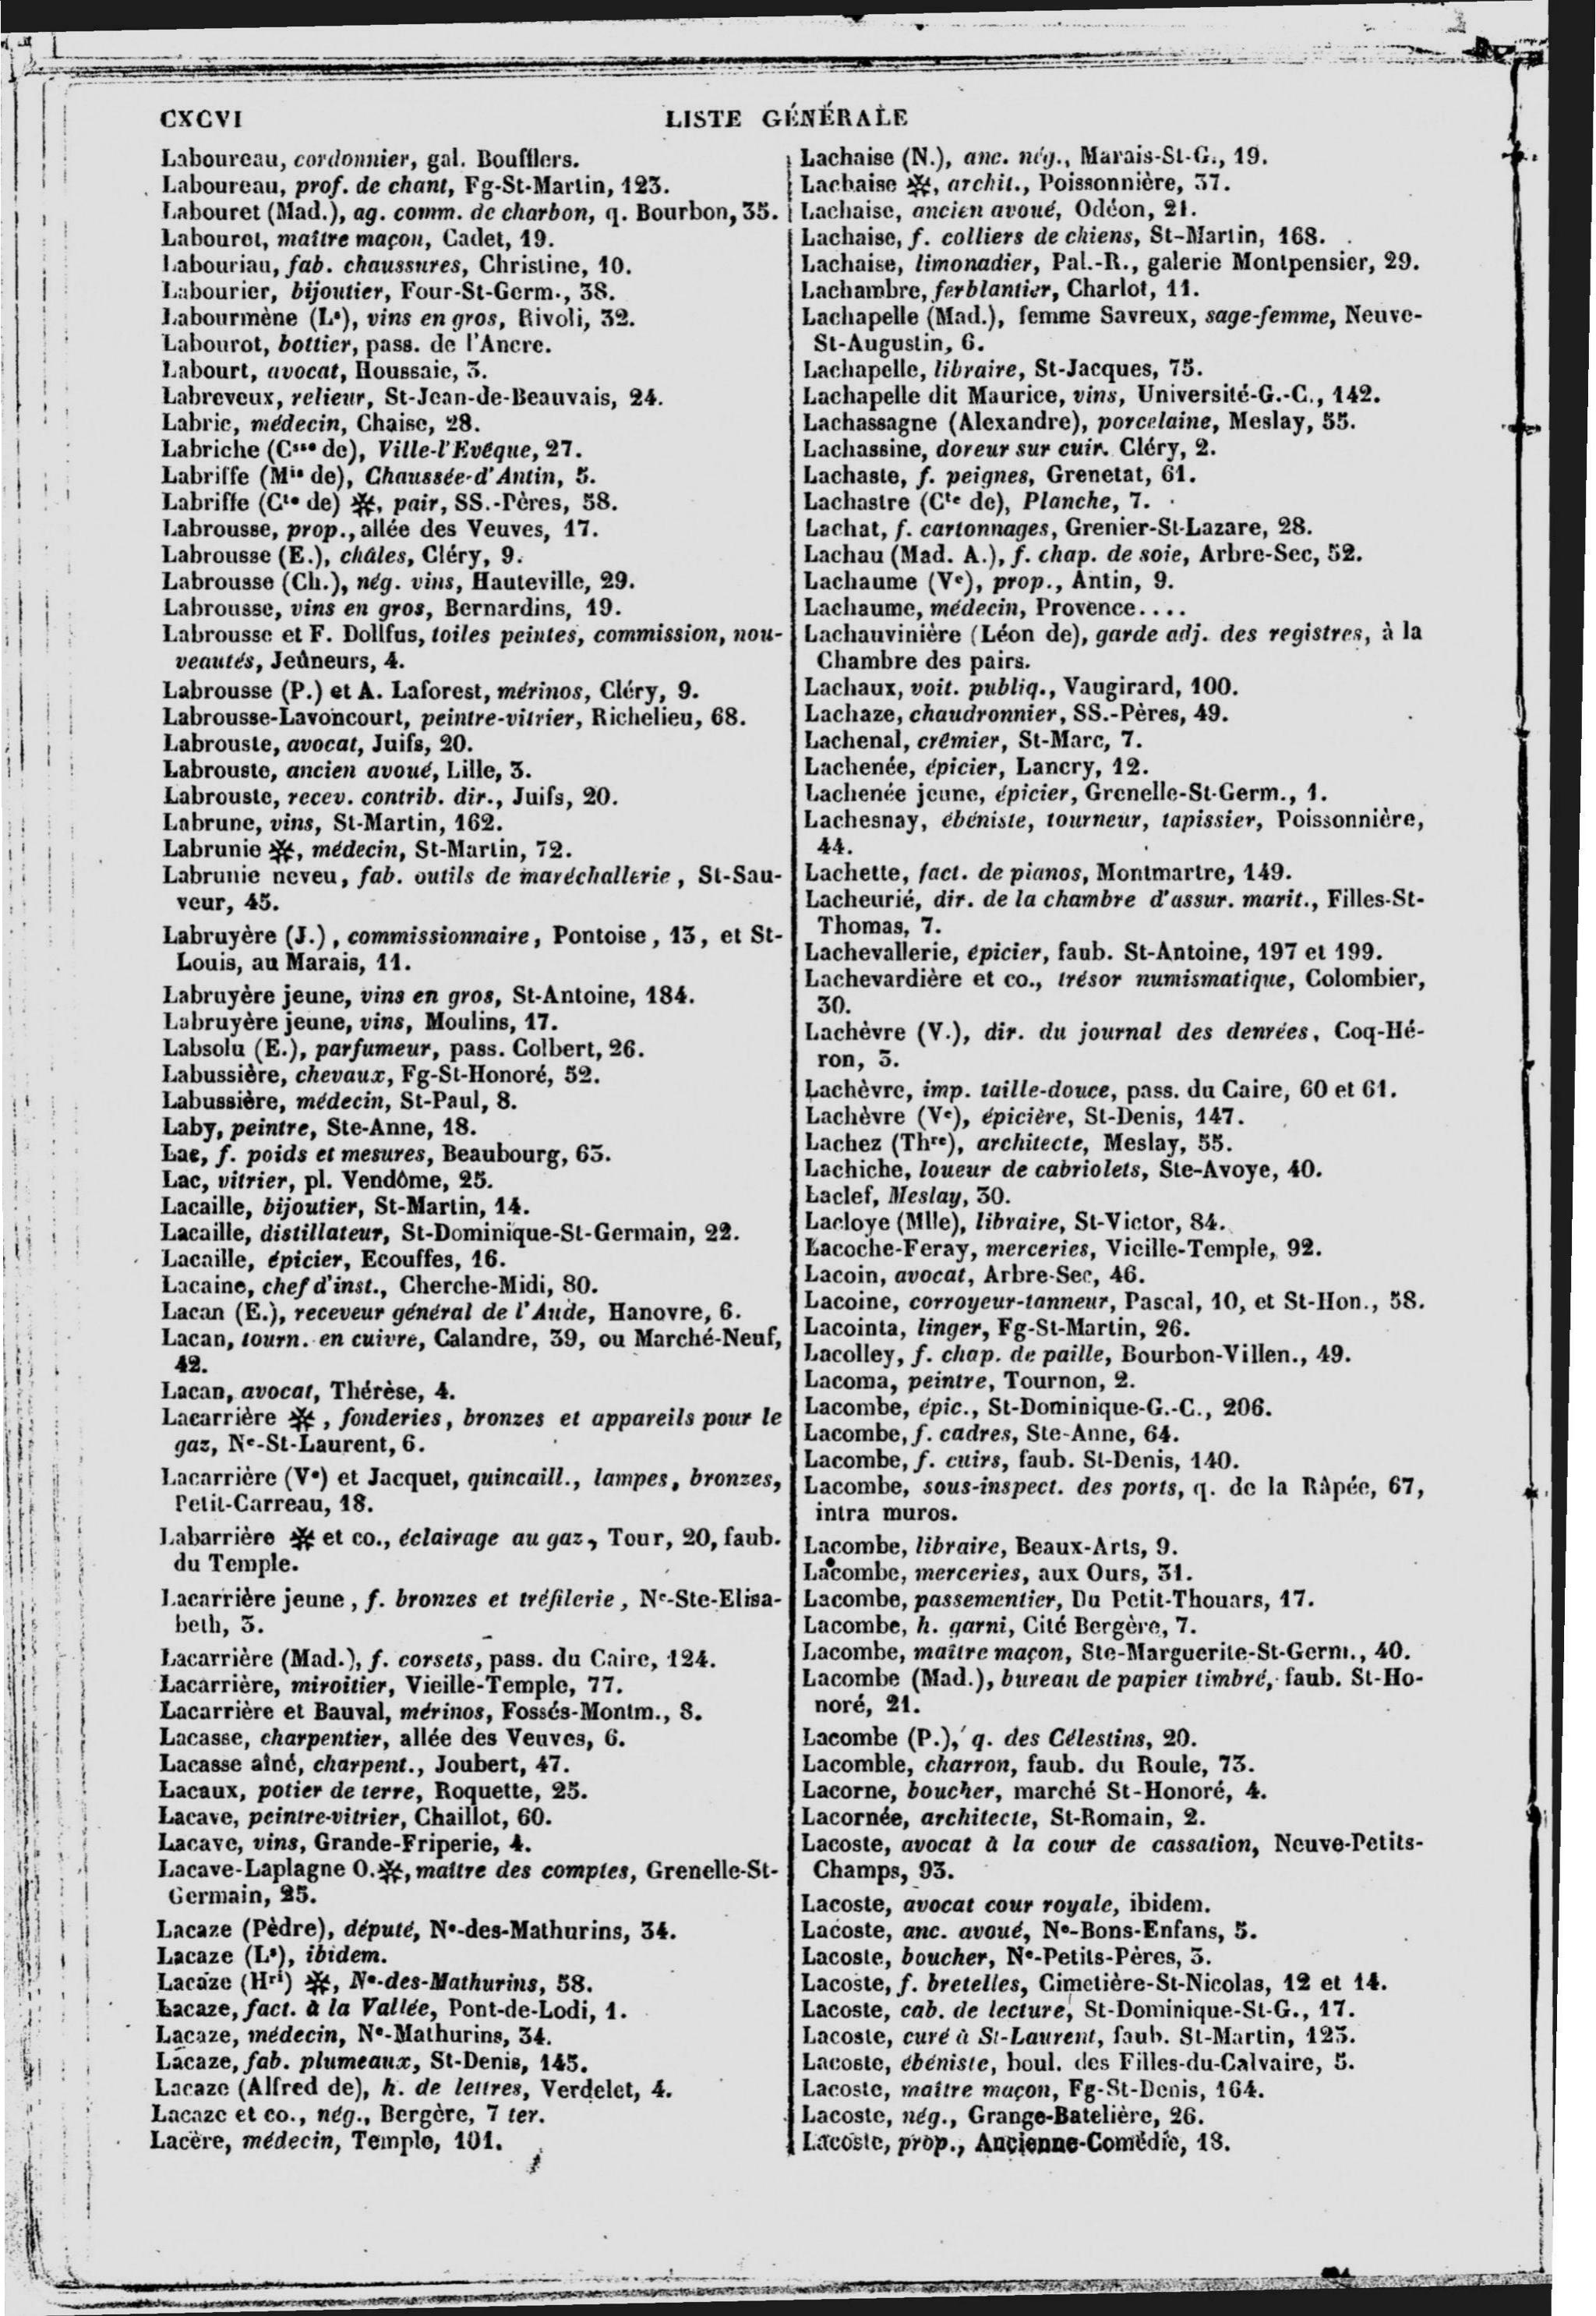 CXCVI
LISTE GÉNÉRALE
Laboureau, cordonnier, gal. Boufflers.
Laboureau, prof. de chant, Fg-St-Martin, 123.
Labouret (Mad.), ag. comm. de charbon, q. Bourbon, 35.
Labourot, maître maçon, Cadet, 19.
Labouriau, fab. chaussures, Christine, 10.
Labourier, bijoutier, Four-St-Germ., 38.
Labourmène (Ls), vins en gros, Rivoli, 32.
Labourot, bottier, pass. de l'Ancre.
Labourt, avocat, Houssaie, 3.
Labreveux, relieur, St-Jean-de-Beauvais, 24.
Labric, médecin, Chaise, 28.
Labriche (Csse de), Ville-l'Evêque, 27.
Labriffe (Mis de), Chaussée-d'Antin, 5.
Labriffe (Cte de) ✻, pair, SS.-Pères, 58.
Labrousse, prop., allée des Veuves, 17.
Labrousse (E.), châles, Cléry, 9.
Labrousse (Ch.), nég. vins, Hauteville, 29.
Labrousse, vins en gros, Bernardins, 19.
Labrousse et F. Dollfus, toiles peintes, commission, nou-
veautés, Jeûneurs, 4.
Labrousse (P.) et A. Laforest, mérinos, Cléry, 9.
Labrousse-Lavoncourt, peintre-vitrier, Richelieu, 68.
Labrouste, avocat, Juifs, 20.
Labrouste, ancien avoué, Lille, 3.
Labrouste, recev. contrib. dir., Juifs, 20.
Labrune, vins, St-Martin, 162.
Labrunie ✻, médecin, St-Martin, 72.
Labrunie neveu, fab. outils de maréchallerie, St-Sau-
veur, 45.
Labruyère (J.), commissionnaire, Pontoise, 13, et St-
Louis, au Marais, 11.
Labruyère jeune, vins en gros, St-Antoine, 184.
Labruyère jeune, vins, Moulins, 17.
Labsolu (E.), parfumeur, pass. Colbert, 26.
Labussière, chevaux, Fg-St-Honoré, 52.
Labussière, médecin, St-Paul, 8.
Laby, peintre, Ste-Anne, 18.
Lac, f. poids et mesures, Beaubourg, 63.
Lac, vitrier, pl. Vendôme, 25.
Lacaille, bijoutier, St-Martin, 14.
Lacaille, distillateur, St-Dominique-St-Germain, 22.
Lacaille, épicier, Ecouffes, 16.
Lacaine, chef d'inst., Cherche-Midi, 80.
Lacan (E.), receveur général de l'Aude, Hanovre, 6.
Lacan, tourn. en cuivre, Calandre, 39, ou Marché-Neuf,
42.
Lacan, avocat, Thérèse, 4.
Lacarrière ✻, fonderies, bronzes et appareils pour le
gaz, Ne-St-Laurent, 6.
Lacarrière (Ve) et Jacquet, quincaill., lampes, bronzes,
Petit-Carreau, 18.
Labarrière ✻ et co., éclairage au gaz, Tour, 20, faub.
du Temple.
Lacarrière jeune, f. bronzes et tréfilerie, Ne-Ste-Elisa-
beth, 3.
Lacarrière (Mad.), f. corsets, pass. du Caire, 124.
Lacarrière, miroitier, Vieille-Temple, 77.
Lacarrière et Bauval, mérinos, Fossés-Montm., 8.
Lacasse, charpentier, allée des Veuves, 6.
Lacasse aîné, charpent., Joubert, 47.
Lacaux, potier de terre, Roquette, 25.
Lacave, peintre-vitrier, Chaillot, 60.
Lacave, vins, Grande-Friperie, 4.
Lacave-Laplagne O.✻, maître des comptes, Grenelle-St-
Germain, 25.
Lacaze (Pèdre), député, Ne-des-Mathurins, 34.
Lacaze (Ls), ibidem.
Lacaze (Hri) ✻, Ne-des-Mathurins, 58.
Lacaze, fact. à la Vallée, Pont-de-Lodi, 1.
Lacaze, médecin, Ne-Mathurins, 34.
Lacaze, fab. plumeaux, St-Denis, 145.
Lacaze (Alfred de), h. de lettres, Verdelet, 4.
Lacaze et co., nég., Bergère, 7 ter.
Lacère, médecin, Temple, 101.
Lachaise (N.), anc. nég., Marais-St-G., 19.
Lachaise ✻, archit., Poissonnière, 37.
Lachaise, ancien avoué, Odéon, 21.
Lachaise, f. colliers de chiens, St-Martin, 168.
Lachaise, limonadier, Pal.-R., galerie Montpensier, 29.
Lachambre, ferblantier, Charlot, 11.
Lachapelle (Mad.), femme Savreux, sage-femme, Neuve-
St-Augustin, 6.
Lachapelle, libraire, St-Jacques, 75.
Lachapelle dit Maurice, vins, Université-G.-C., 142.
Lachassagne (Alexandre), porcelaine, Meslay, 55.
Lachassine, doreur sur cuir. Cléry, 2.
Lachaste, f. peignes, Grenetat, 61.
Lachastre (Cte de), Planche, 7.
Lachat, f. cartonnages, Grenier-St-Lazare, 28.
Lachau (Mad. A.), f. chap. de soie, Arbre-Sec, 52.
Lachaume (Ve), prop., Antin, 9.
Lachaume, médecin, Provence....
Lachauvinière (Léon de), garde adj. des registres, à la
Chambre des pairs.
Lachaux, voit. publiq., Vaugirard, 100.
Lachaze, chaudronnier, SS.-Pères, 49.
Lachenal, crêmier, St-Marc, 7.
Lachenée, épicier, Lancry, 12.
Lachenée jeune, épicier, Grenelle-St-Germ., 1.
Lachesnay, ébéniste, tourneur, tapissier, Poissonnière,
44.
Lachette, fact. de pianos, Montmartre, 149.
Lacheurié, dir. de la chambre d'assur. marit., Filles-St-
Thomas, 7.
Lachevallerie, épicier, faub. St-Antoine, 197 et 199.
Lachevardière et co., trésor numismatique, Colombier,
30.
Lachèvre (V.), dir. du journal des denrées, Coq-Hé-
ron, 3.
Lachèvre, imp. taille-douce, pass. du Caire, 60 et 61.
Lachèvre (Ve), épicière, St-Denis, 147.
Lachez (Thre), architecte, Meslay, 55.
Lachiche, loueur de cabriolets, Ste-Avoye, 40.
Laclef, Meslay, 30.
Lacloye (Mlle), libraire, St-Victor, 84.
Lacoche-Feray, merceries, Vieille-Temple, 92.
Lacoin, avocat, Arbre-Sec, 46.
Lacoine, corroyeur-tanneur, Pascal, 10, et St-Hon., 58.
Lacointa, linger, Fg-St-Martin, 26.
Lacolley, f. chap. de paille, Bourbon-Villen., 49.
Lacoma, peintre, Tournon, 2.
Lacombe, épic., St-Dominique-G.-C., 206.
Lacombe, f. cadres, Ste-Anne, 64.
Lacombe, f. cuirs, faub. St-Denis, 140.
Lacombe, sous-inspect. des ports, q. de la Râpée, 67,
intra muros.
Lacombe, libraire, Beaux-Arts, 9.
Lacombe, merceries, aux Ours, 31.
Lacombe, passementier, Du Petit-Thouars, 17.
Lacombe, h. garni, Cité Bergère, 7.
Lacombe, maître maçon, Ste-Marguerite-St-Germ., 40.
Lacombe (Mad.), bureau de papier timbré, faub. St-Ho-
noré, 21.
Lacombe (P.), q. des Célestins, 20.
Lacomble, charron, faub. du Roule, 73.
Lacorne, boucher, marché St-Honoré, 4.
Lacornée, architecte, St-Romain, 2.
Lacoste, avocat à la cour de cassation, Neuve-Petits-
Champs, 93.
Lacoste, avocat cour royale, ibidem.
Lacoste, anc. avoué, Ne-Bons-Enfans, 5.
Lacoste, boucher, Ne-Petits-Pères, 3.
Lacoste, f. bretelles, Cimetière-St-Nicolas, 12 et 14.
Lacoste, cab. de lecture, St-Dominique-St-G., 17.
Lacoste, curé à St-Laurent, faub. St-Martin, 123.
Lacoste, ébéniste, boul. des Filles-du-Calvaire, 5.
Lacoste, maître maçon, Fg-St-Denis, 164.
Lacoste, nég., Grange-Batelière, 26.
Lacoste, prop., Ancienne-Comédie, 18.